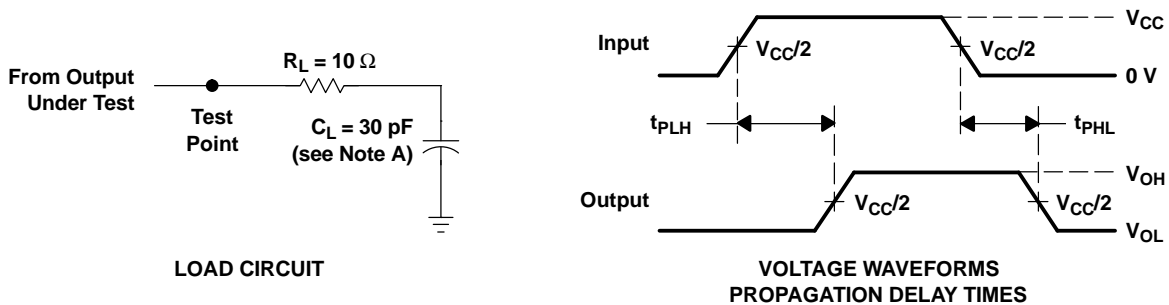 From Output
Under Test
Test
Point
R_L = 10 Ω
C_L = 30 pF
(see Note A)
LOAD CIRCUIT
Input
V_CC/2
V_CC/2
V_CC
0 V
t_PLH
t_PHL
Output
V_CC/2
V_CC/2
V_OH
V_OL
VOLTAGE WAVEFORMS
PROPAGATION DELAY TIMES